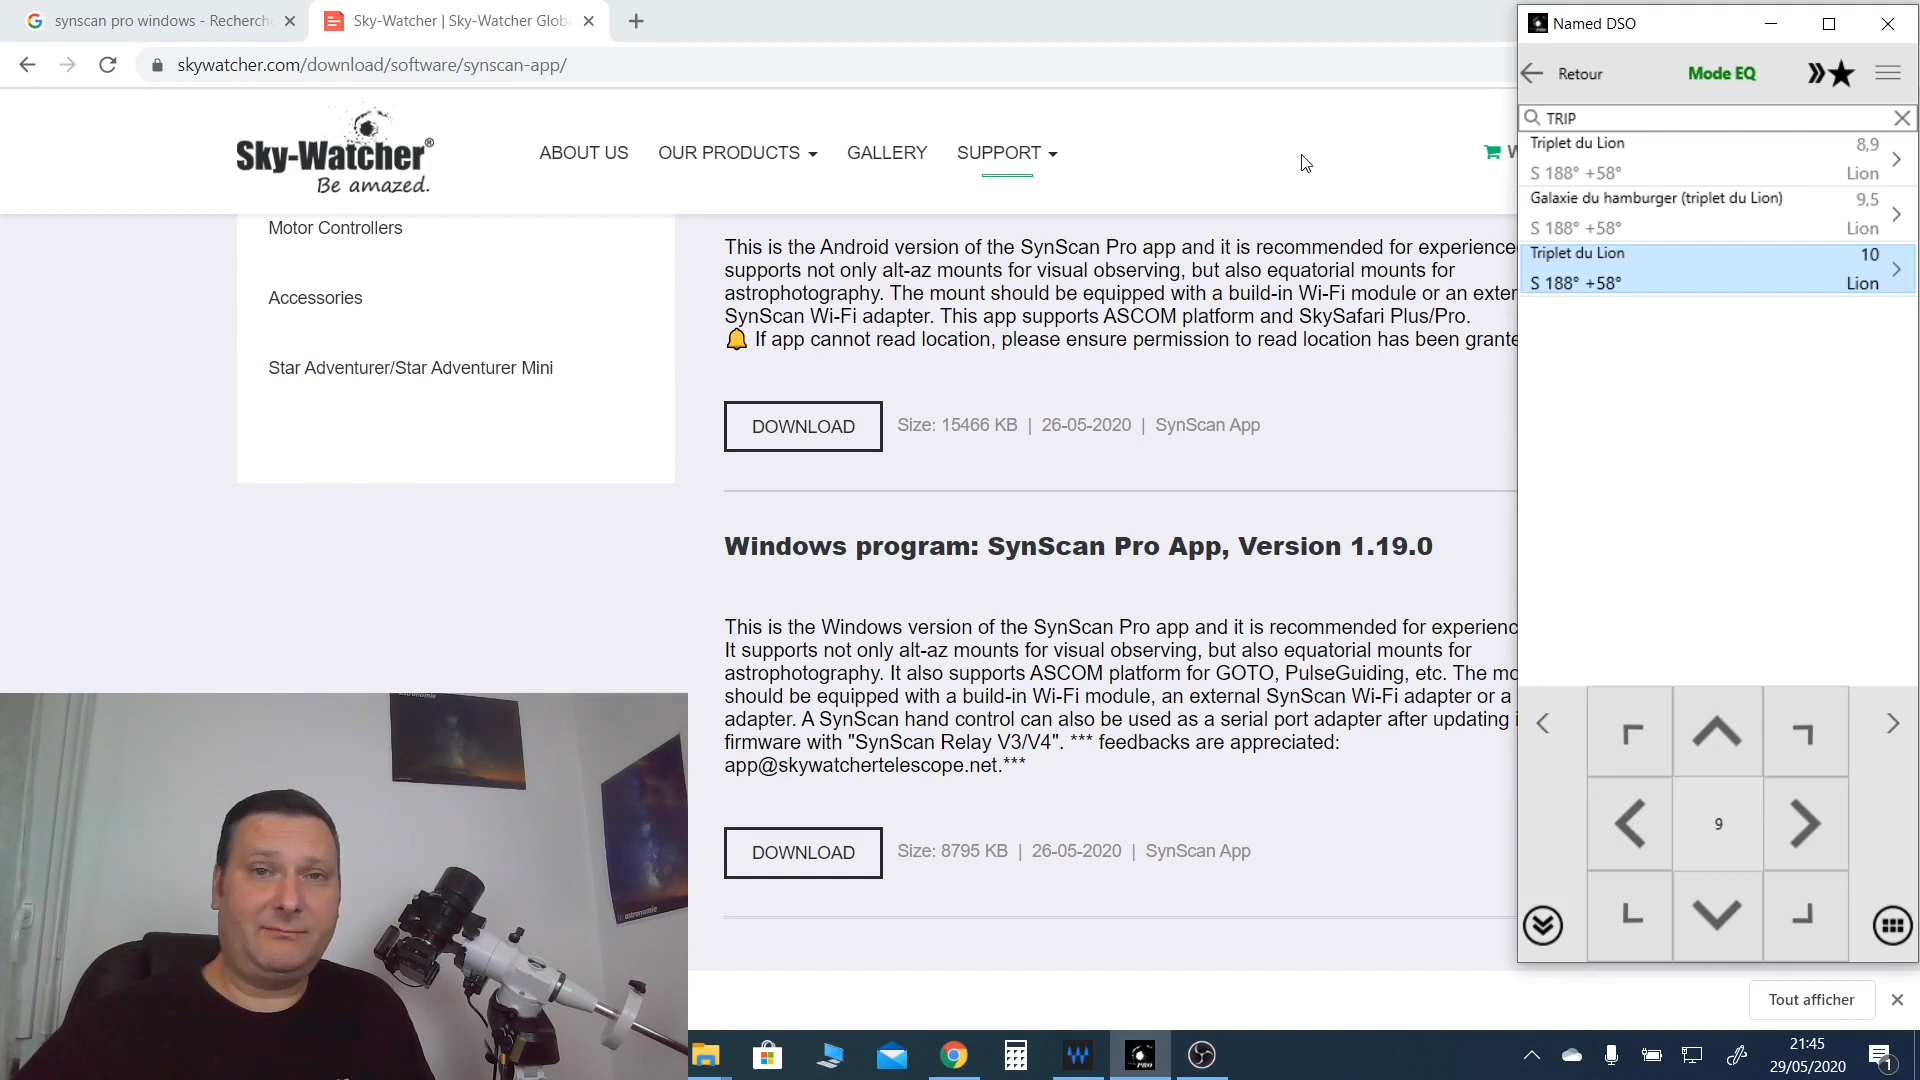 synscan pro windows - Recherche
Sky-Watcher | Sky-Watcher Glob
skywatcher.com/download/software/synscan-app/
Sky-Watcher®
Be amazed.
ABOUT US
OUR PRODUCTS
GALLERY
SUPPORT
W
Motor Controllers
Accessories
Star Adventurer/Star Adventurer Mini
This is the Android version of the SynScan Pro app and it is recommended for experience
supports not only alt-az mounts for visual observing, but also equatorial mounts for
astrophotography. The mount should be equipped with a build-in Wi-Fi module or an exter
SynScan Wi-Fi adapter. This app supports ASCOM platform and SkySafari Plus/Pro.
If app cannot read location, please ensure permission to read location has been grante
DOWNLOAD
Size: 15466 KB | 26-05-2020 | SynScan App
Windows program: SynScan Pro App, Version 1.19.0
This is the Windows version of the SynScan Pro app and it is recommended for experienc
It supports not only alt-az mounts for visual observing, but also equatorial mounts for
astrophotography. It also supports ASCOM platform for GOTO, PulseGuiding, etc. The mo
should be equipped with a build-in Wi-Fi module, an external SynScan Wi-Fi adapter or a
adapter. A SynScan hand control can also be used as a serial port adapter after updating i
firmware with "SynScan Relay V3/V4". *** feedbacks are appreciated:
app@skywatchertelescope.net.***
DOWNLOAD
Size: 8795 KB | 26-05-2020 | SynScan App
Named DSO
Retour
Mode EQ
TRIP
Triplet du Lion 8,9
S 188° +58° Lion
Galaxie du hamburger (triplet du Lion) 9,5
S 188° +58° Lion
Triplet du Lion 10
S 188° +58° Lion
9
Tout afficher
astronomie
astronomie
PRO
21:45
29/05/2020
1